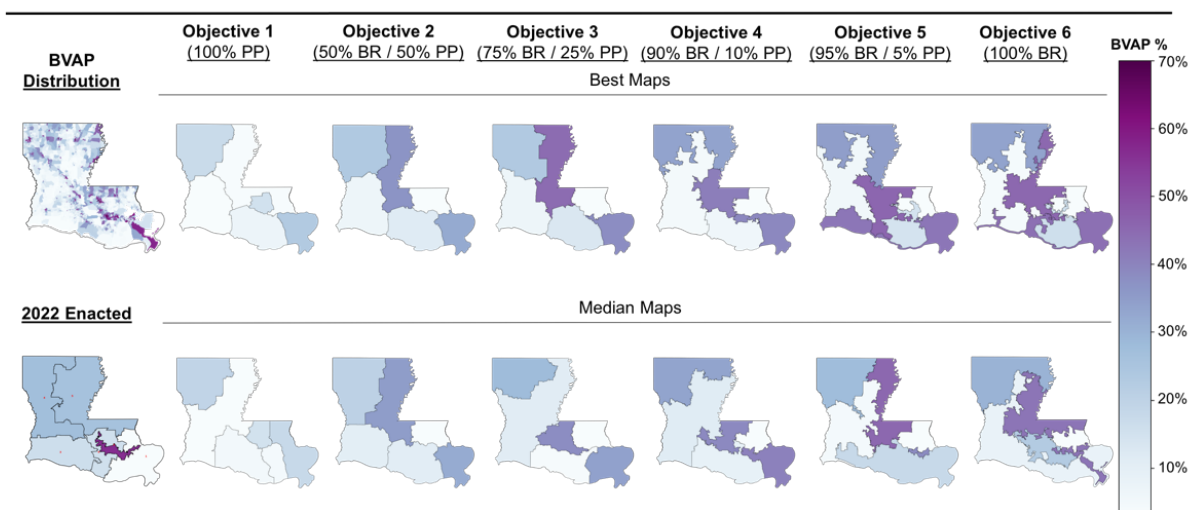 Objective 1
(100% PP)
Objective 2
(50% BR / 50% PP)
Objective 3
(75% BR / 25% PP)
Objective 4
(90% BR / 10% PP)
Objective 5
(95% BR / 5% PP)
Objective 6
(100% BR)
BVAP %
BVAP
Distribution
Best Maps
70%
60%
50%
40%
30%
20%
10%
2022 Enacted
Median Maps